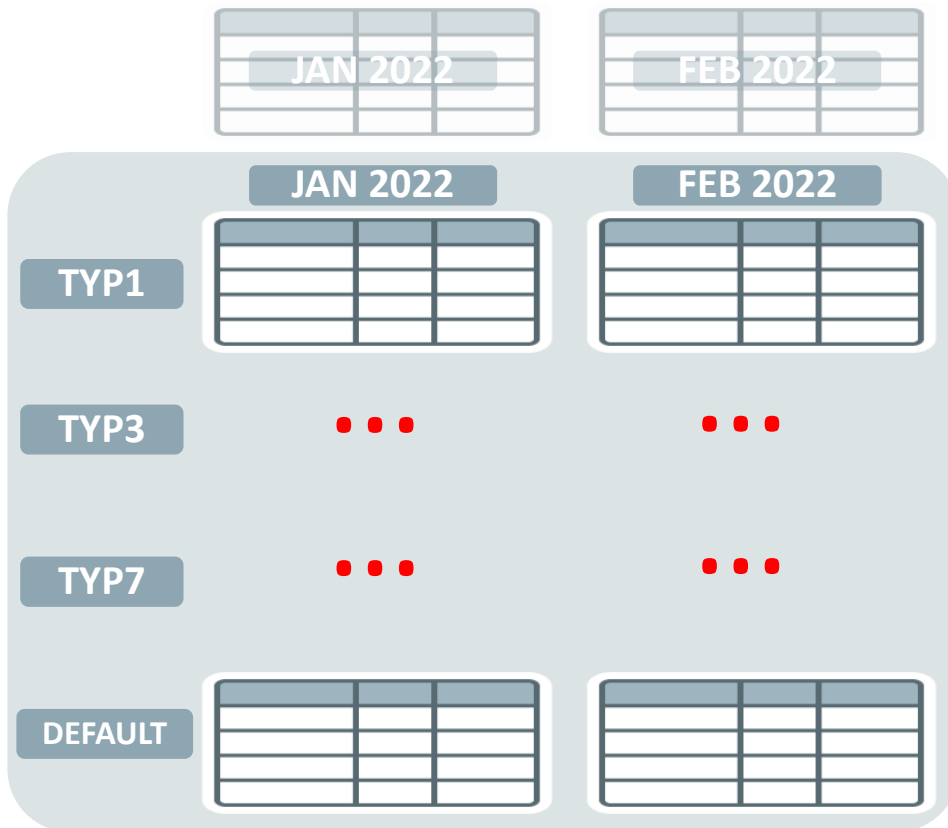 JAN 2022 FEB 2022
JAN 2022 FEB 2022
TYP1
TYP3
... ...
TYP7
... ...
DEFAULT